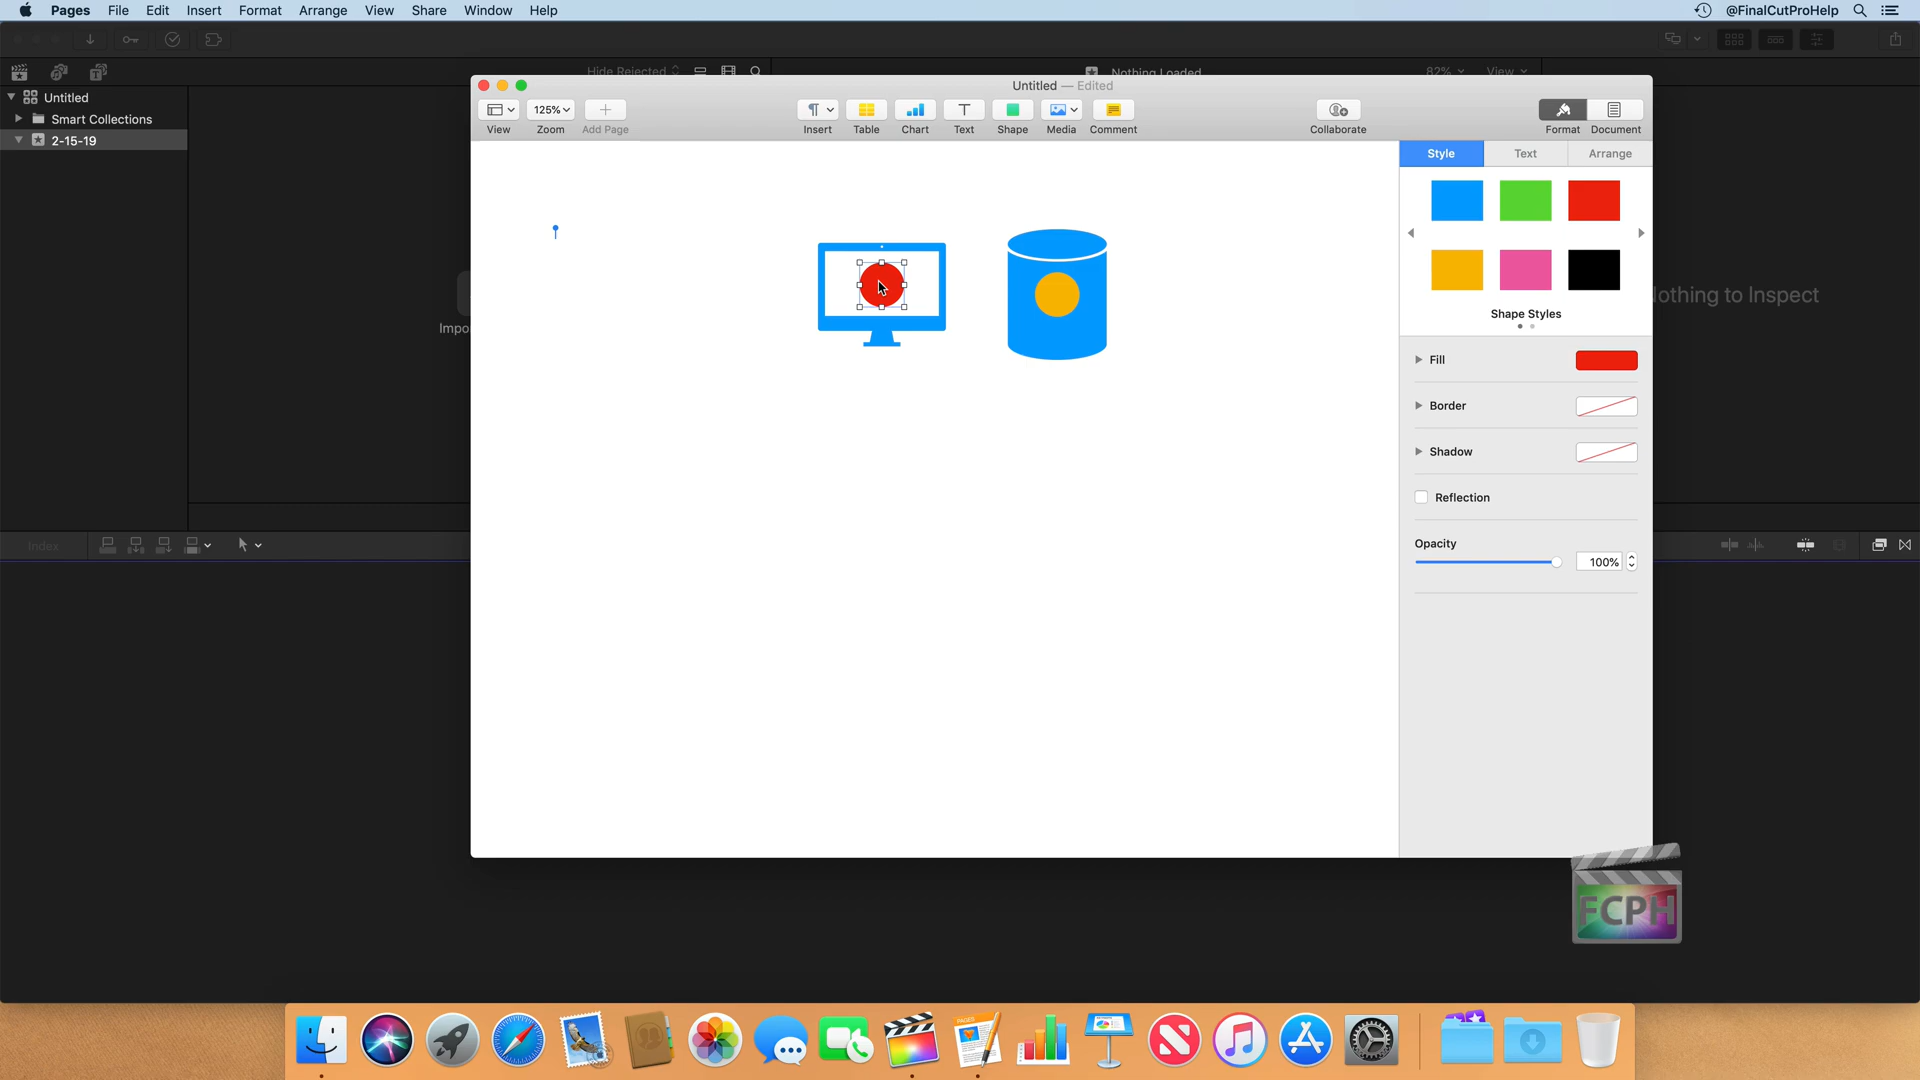 Pages File Edit Insert Format Arrange View Share Window Help
@FinalCutProHelp
Hide Rejected
Nothing Loaded
82%
View
Untitled
Smart Collections
2-15-19
Impo
Index
Untitled — Edited
125%
View Zoom Add Page
Insert Table Chart Text Shape Media Comment
Collaborate
Format Document
Style Text Arrange
Shape Styles
Fill
Border
Shadow
Reflection
Opacity
100%
othing to Inspect
FCPH
PAGES